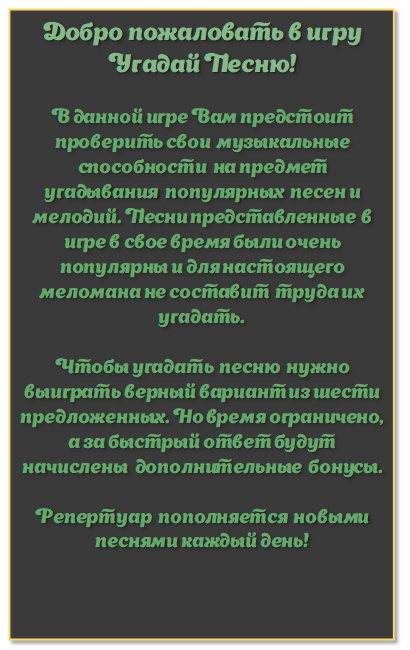 Добро пожаловать в игру
Угадай Песню!
В данной игре Вам предстоит
проверить свои музыкальные
способности на предмет
угадывания популярных песен и
мелодий. Песни представленные в
игре в свое время были очень
популярны и для настоящего
меломана не составит труда их
угадать.
Чтобы угадать песню нужно
выиграть верный вариант из шести
предложенных. Но время ограничено,
а за быстрый ответ будут
начислены дополнительные бонусы.
Репертуар пополняется новыми
песнями каждый день!